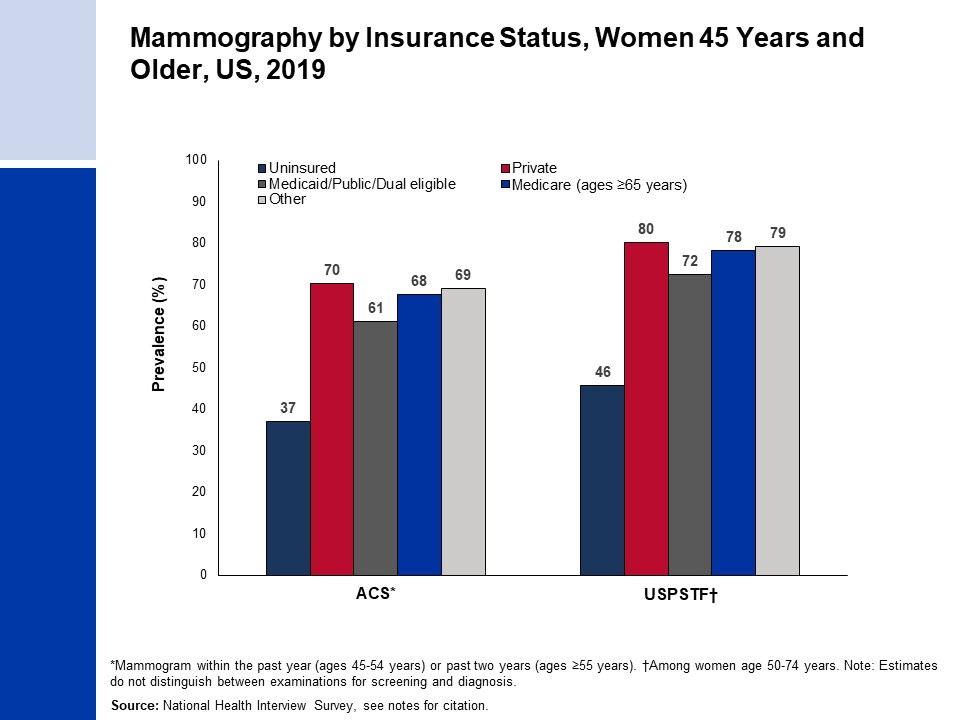 Mammography by Insurance Status, Women 45 Years and
Older, US, 2019
Uninsured
Private
Medicaid/Public/Dual eligible
Medicare (ages ≥65 years)
Other
Prevalence (%)
100
90
80
70
60
50
40
30
20
10
0
37
70
61
68
69
46
80
72
78
79
ACS*
USPSTF†
*Mammogram within the past year (ages 45-54 years) or past two years (ages ≥55 years). †Among women age 50-74 years. Note: Estimates
do not distinguish between examinations for screening and diagnosis.
Source: National Health Interview Survey, see notes for citation.